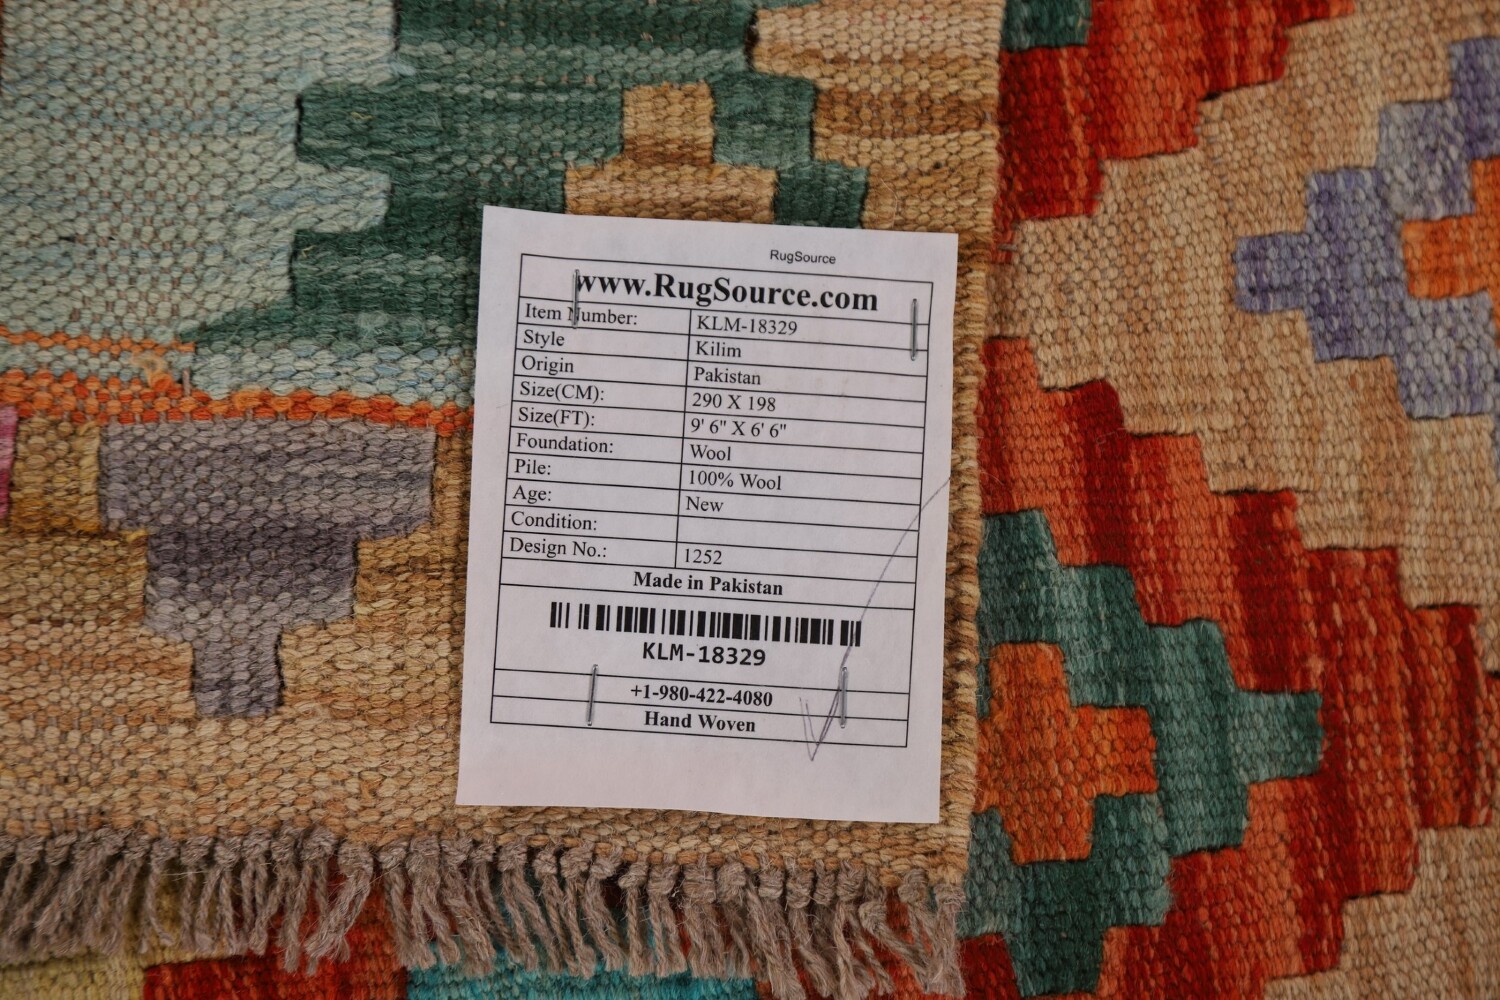 RugSource
www.RugSource.com
Item Number: KLM-18329
Style Kilim
Origin Pakistan
Size(CM): 290 X 198
Size(FT): 9' 6" X 6' 6"
Foundation: Wool
Pile: 100% Wool
Age: New
Condition:
Design No.: 1252
Made in Pakistan
KLM-18329
+1-980-422-4080
Hand Woven